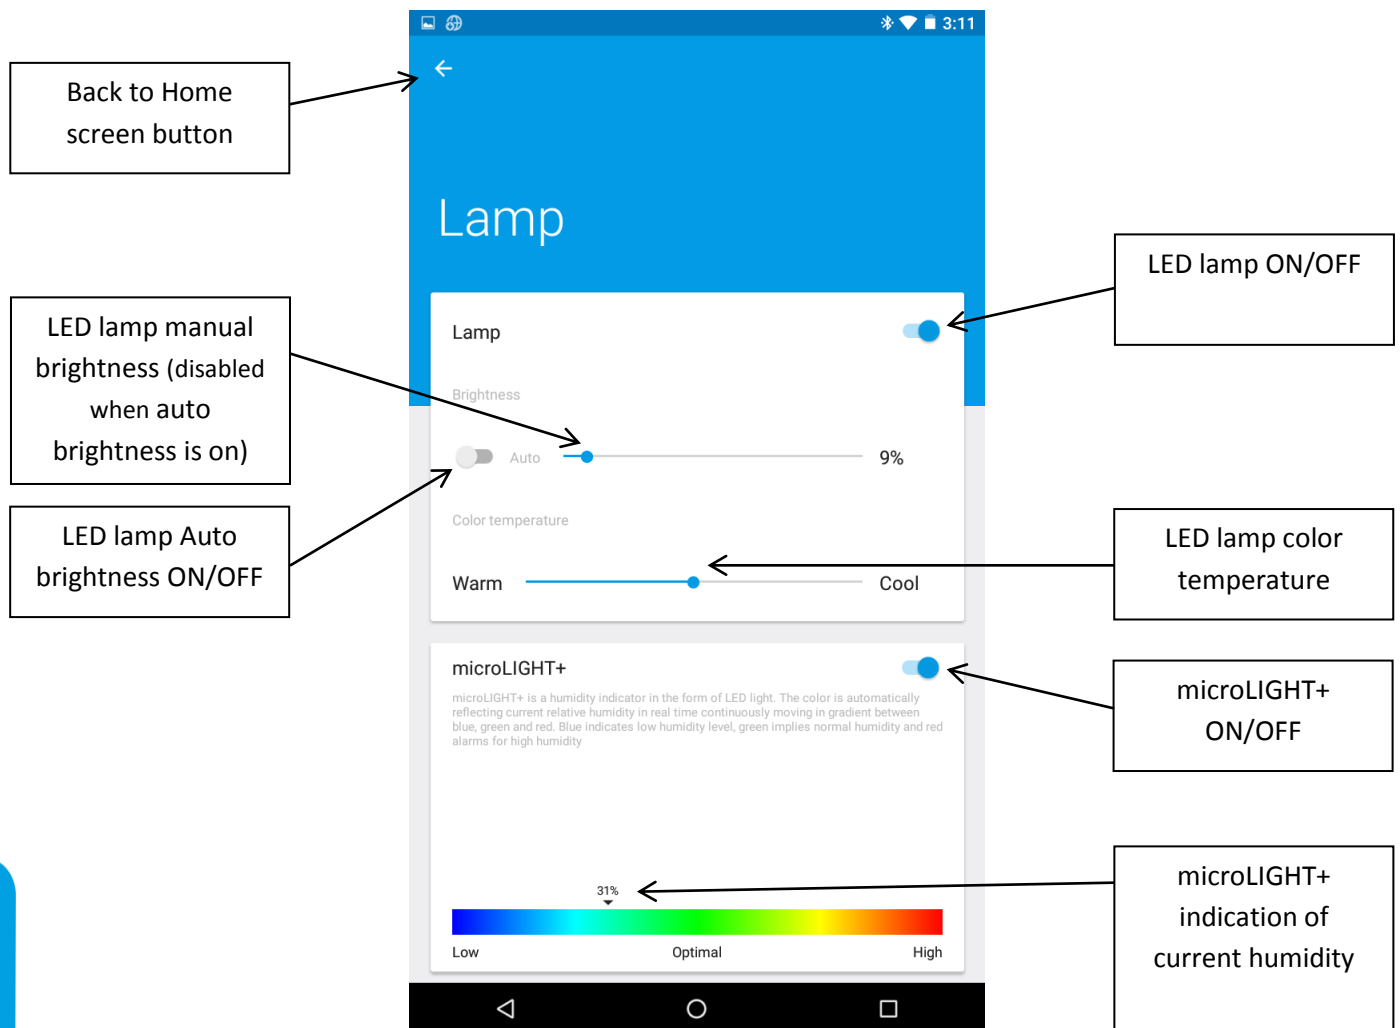 3:11
Back to Home
screen button
Lamp
LED lamp ON/OFF
LED lamp manual
brightness (disabled
when auto
brightness is on)
Lamp
Brightness
Auto
9%
LED lamp Auto
brightness ON/OFF
Color temperature
Warm
Cool
LED lamp color
temperature
microLIGHT+
microLIGHT+ is a humidity indicator in the form of LED light. The color is automatically
reflecting current relative humidity in real time continuously moving in gradient between
blue, green and red. Blue indicates low humidity level, green implies normal humidity and red
alarms for high humidity
microLIGHT+
ON/OFF
31%
Low
Optimal
High
microLIGHT+
indication of
current humidity